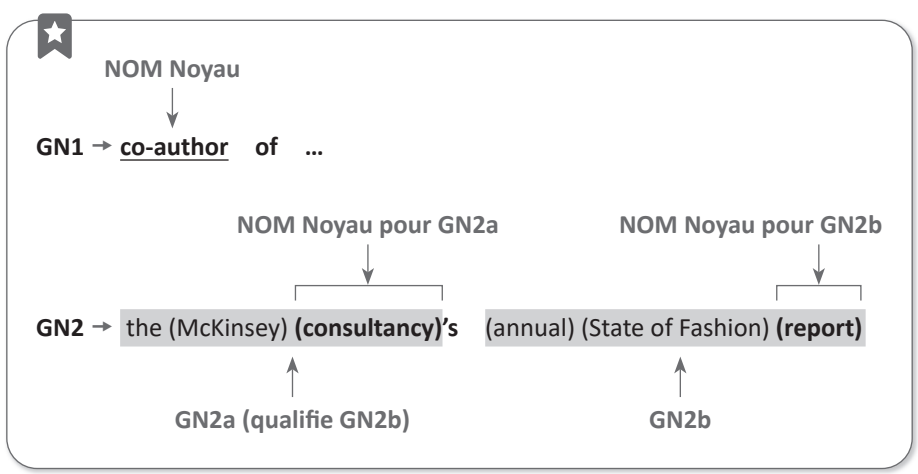 NOM Noyau
GN1 → co-author of ...
NOM Noyau pour GN2a NOM Noyau pour GN2b
GN2 → the (McKinsey) (consultancy)'s (annual) (State of Fashion) (report)
GN2a (qualifie GN2b) GN2b